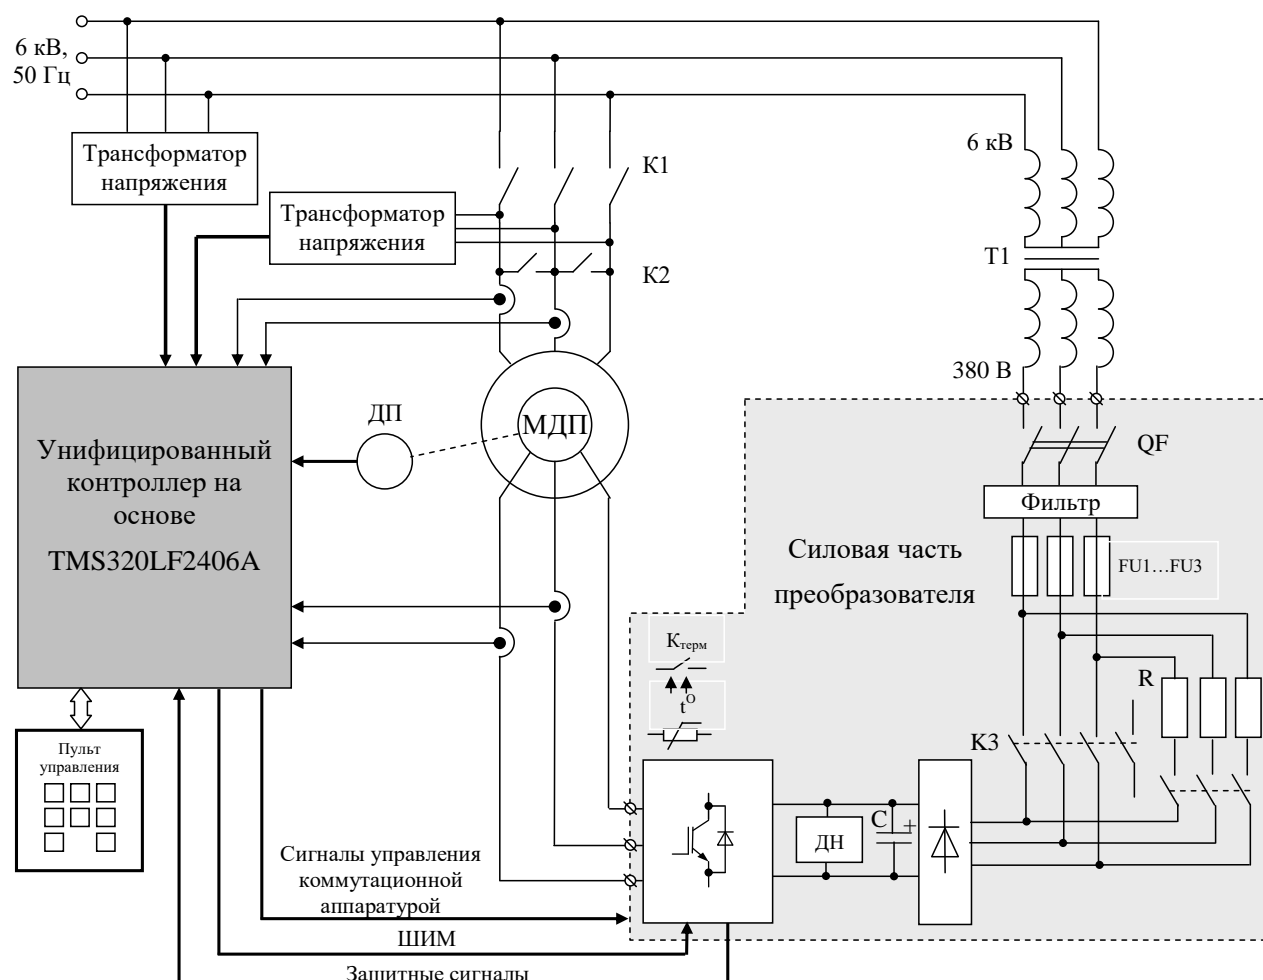 6 кВ,
50 Гц
Трансформатор
напряжения
Трансформатор
напряжения
К1
К2
6 кВ
Т1
380 В
ДП
МДП
Унифицированный
контроллер на
основе
TMS320LF2406A
QF
Фильтр
FU1…FU3
Силовая часть
преобразователя
Kтерм
tO
R
K3
Пульт
управления
C
+
ДН
Сигналы управления
коммутационной
аппаратурой
ШИМ
Защитные сигналы